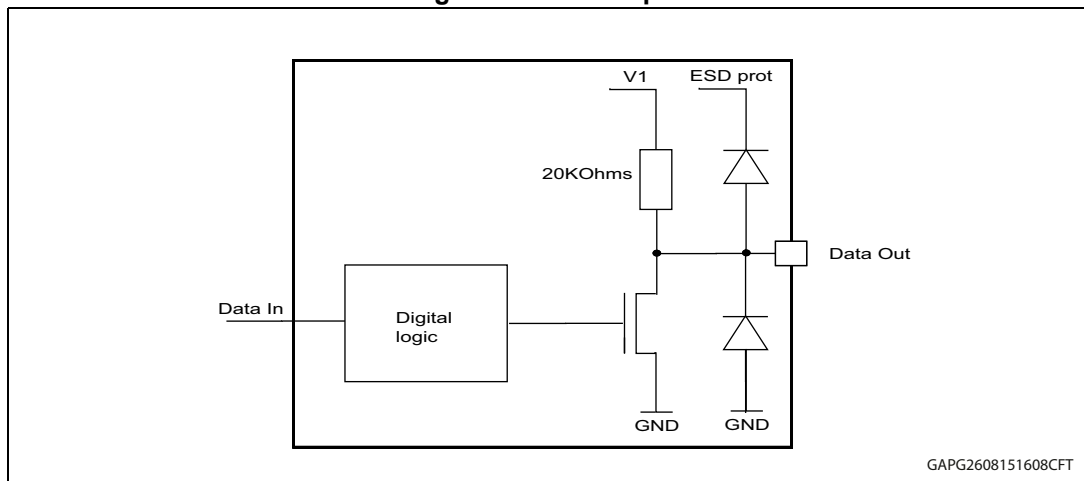 V1
ESD prot
20KOhms
Data Out
Data In
Digital
logic
GND
GND
GAPG2608151608CFT